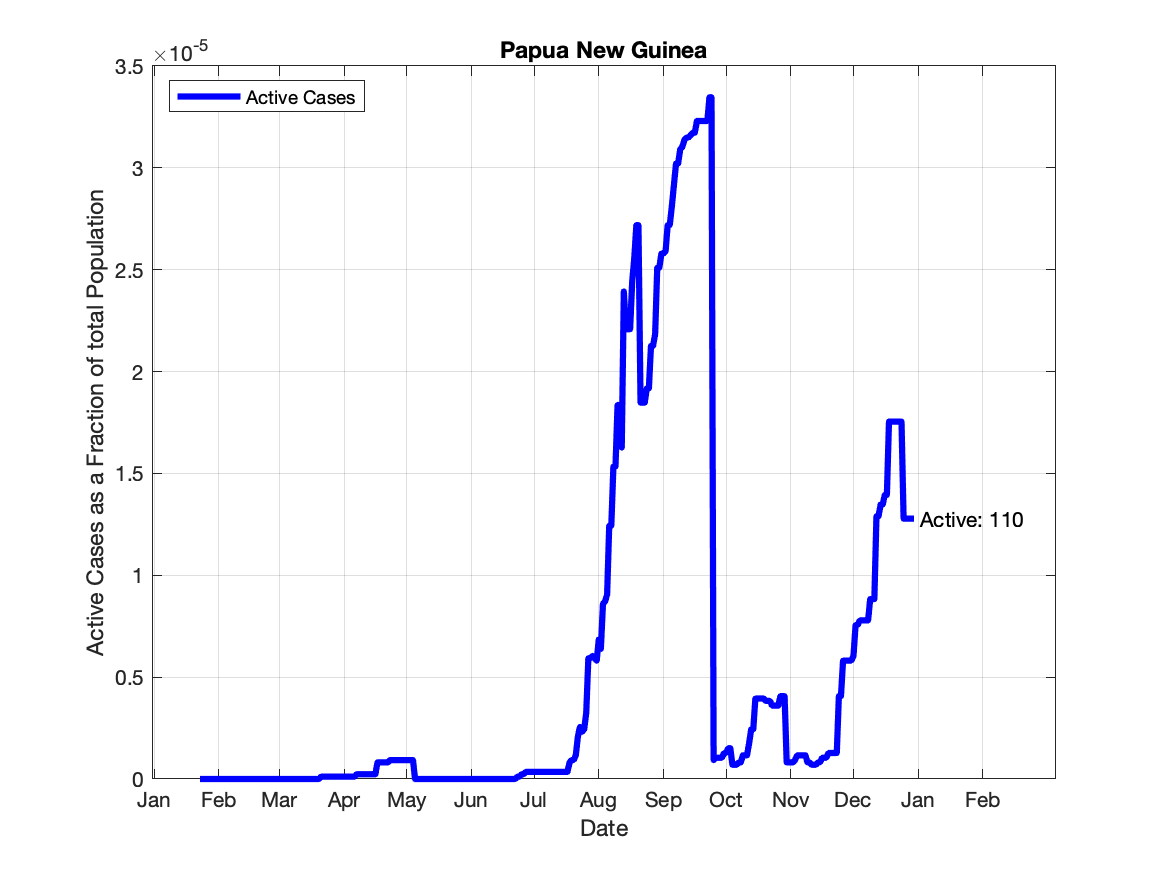 Papua New Guinea
×10^-5
3.5
3
2.5
2
1.5
1
0.5
0
Active Cases as a Fraction of total Population
Active Cases
Active: 110
Jan Feb Mar Apr May Jun Jul Aug Sep Oct Nov Dec Jan Feb
Date